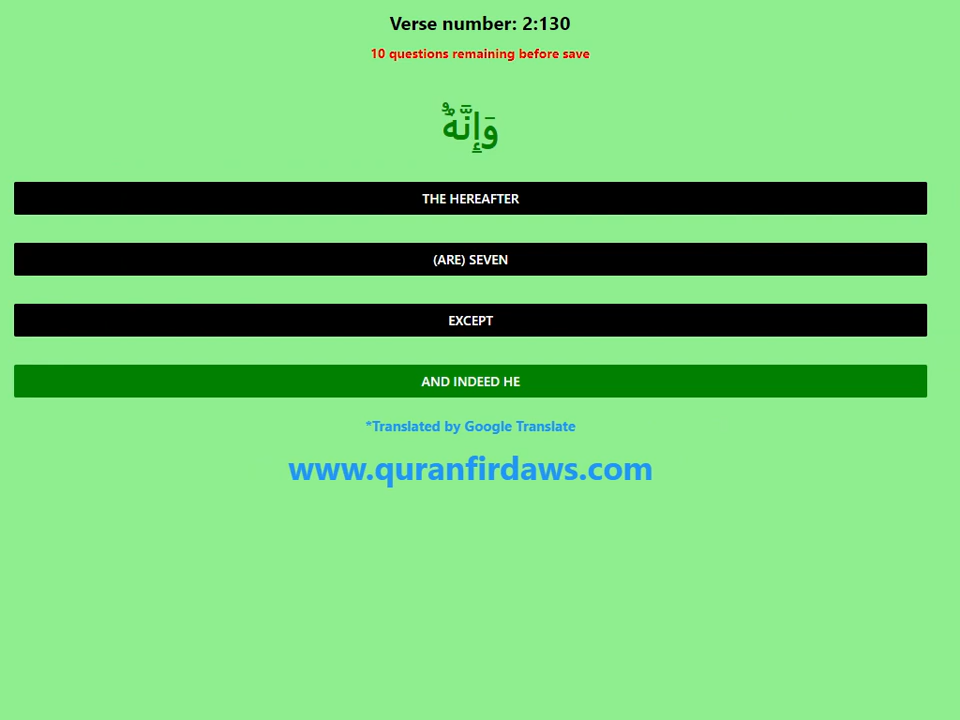 Verse number: 2:130
10 questions remaining before save
وَإِنَّهُۥ
THE HEREAFTER
(ARE) SEVEN
EXCEPT
AND INDEED HE
*Translated by Google Translate
www.quranfirdaws.com